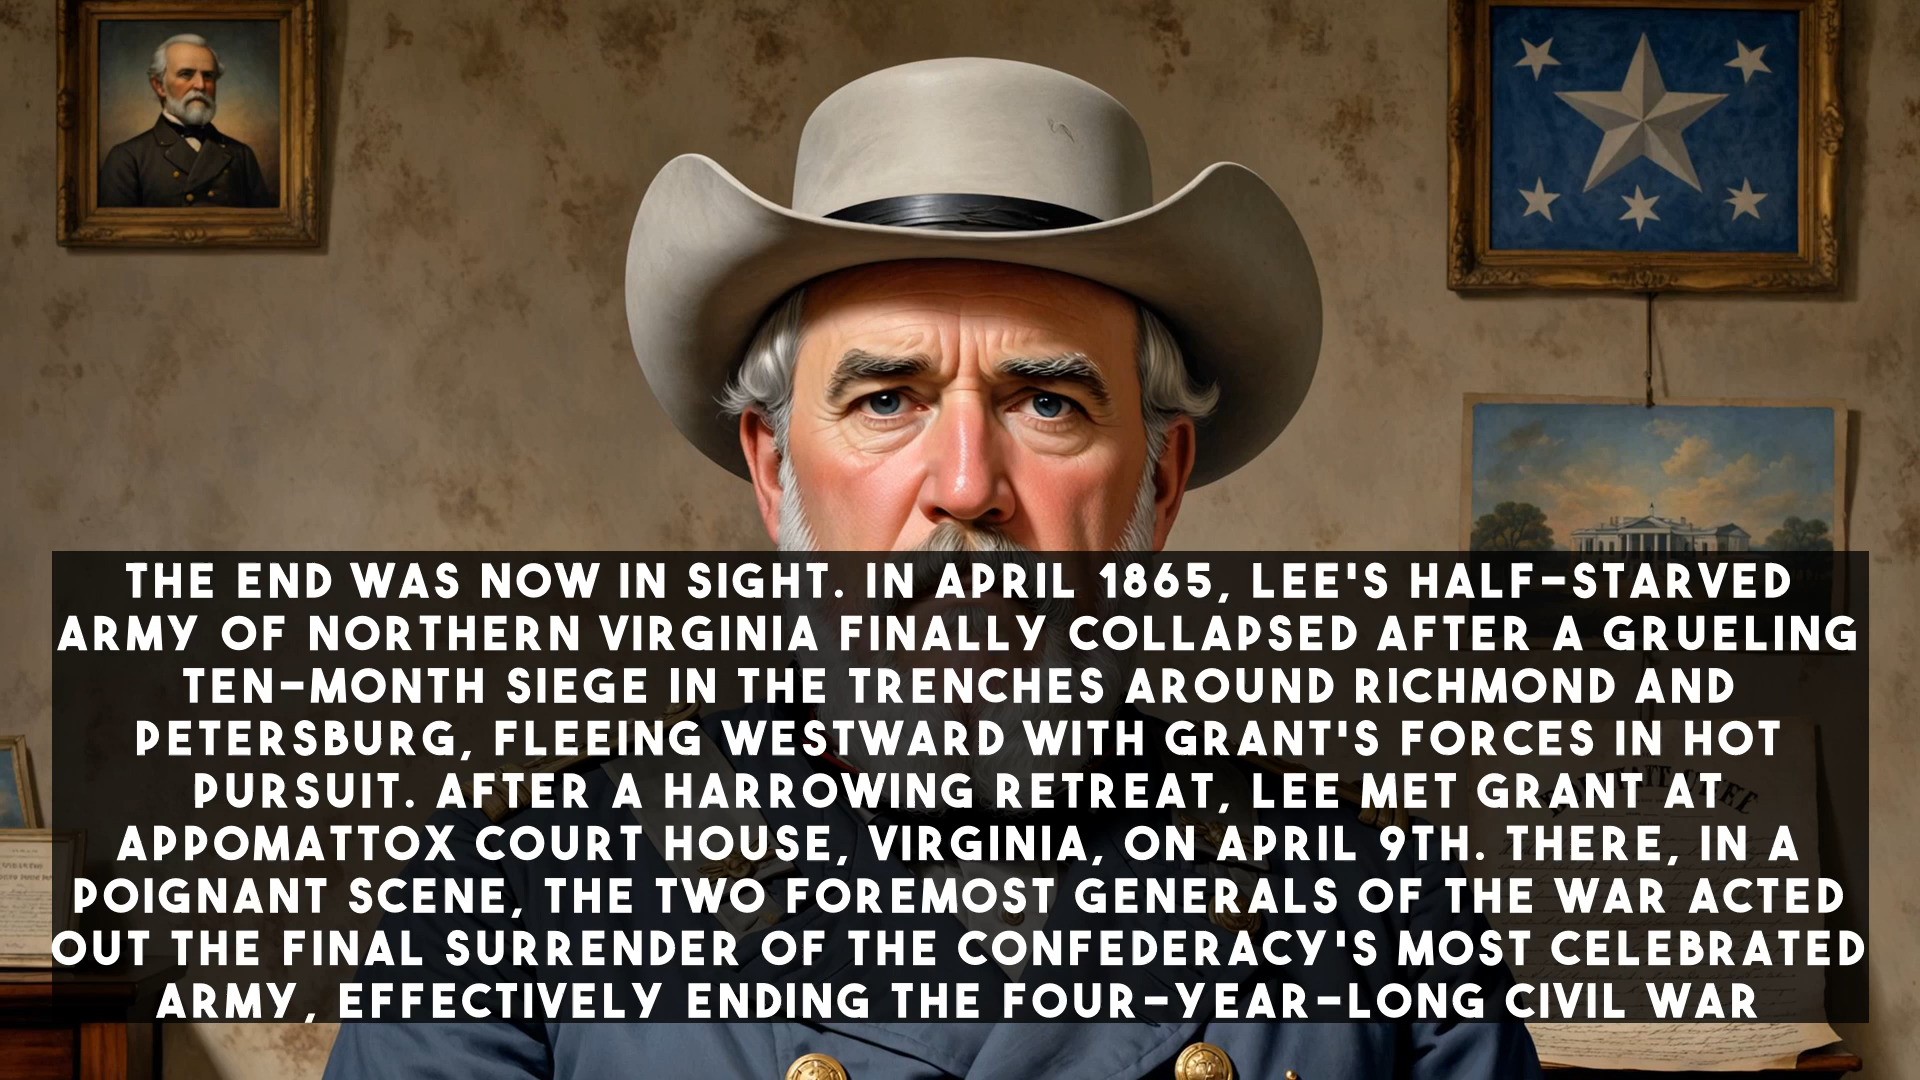 THE END WAS NOW IN SIGHT. IN APRIL 1865, LEE'S HALF-STARVED
ARMY OF NORTHERN VIRGINIA FINALLY COLLAPSED AFTER A GRUELING
TEN-MONTH SIEGE IN THE TRENCHES AROUND RICHMOND AND
PETERSBURG, FLEEING WESTWARD WITH GRANT'S FORCES IN HOT
PURSUIT. AFTER A HARROWING RETREAT, LEE MET GRANT AT
APPOMATTOX COURT HOUSE, VIRGINIA, ON APRIL 9TH. THERE, IN A
POIGNANT SCENE, THE TWO FOREMOST GENERALS OF THE WAR ACTED
OUT THE FINAL SURRENDER OF THE CONFEDERACY'S MOST CELEBRATED
ARMY, EFFECTIVELY ENDING THE FOUR-YEAR-LONG CIVIL WAR